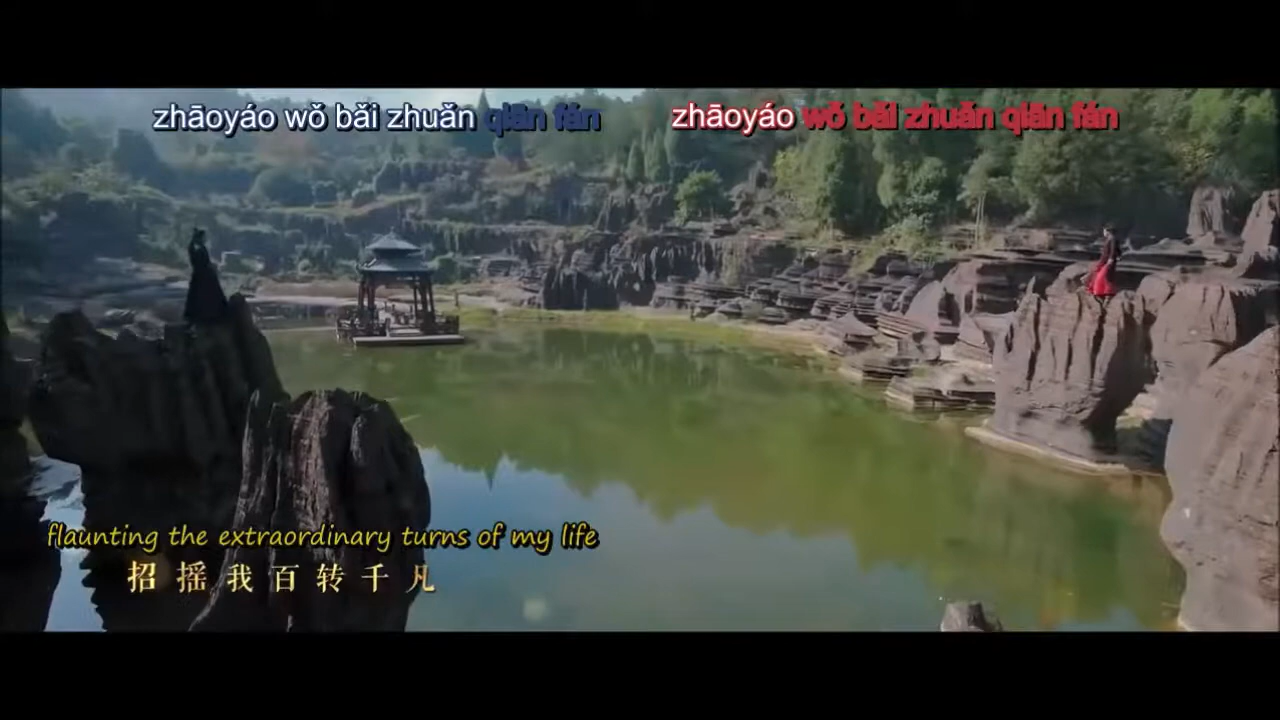 zhāoyáo wǒ bǎi zhuǎn qiān fán zhāoyáo wǒ bǎi zhuǎn qiān fán
flaunting the extraordinary turns of my life
招摇我百转千凡